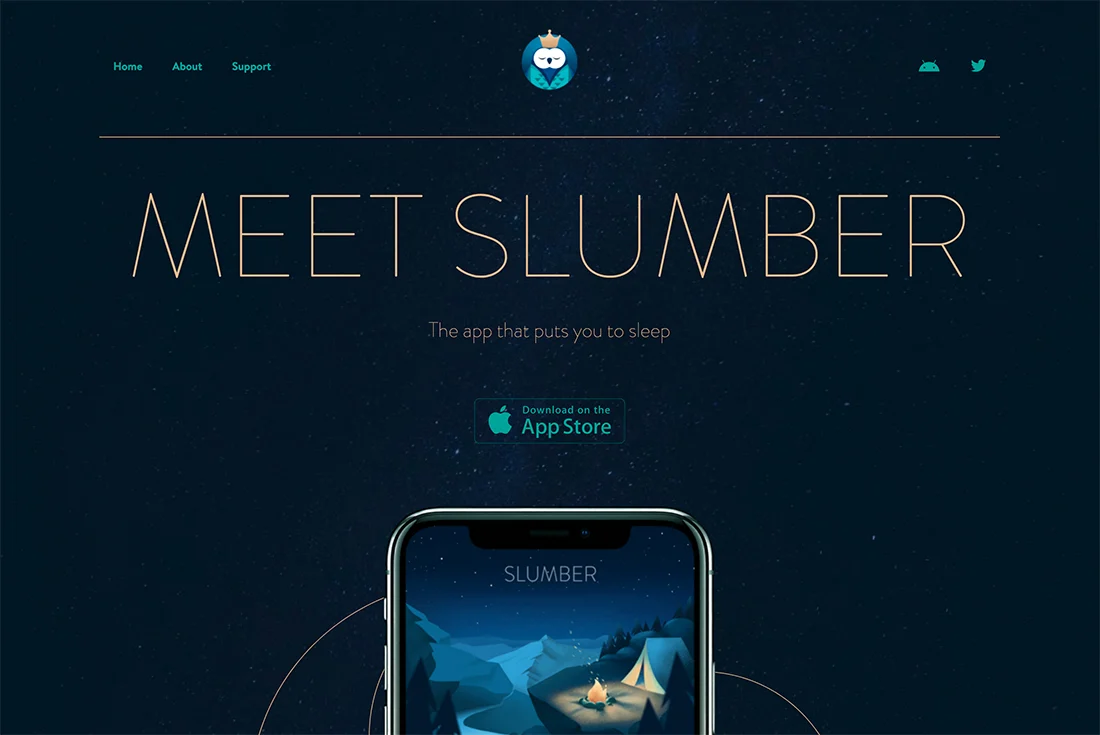 Home About Support
MEET SLUMBER
The app that puts you to sleep
Download on the
App Store
SLUMBER